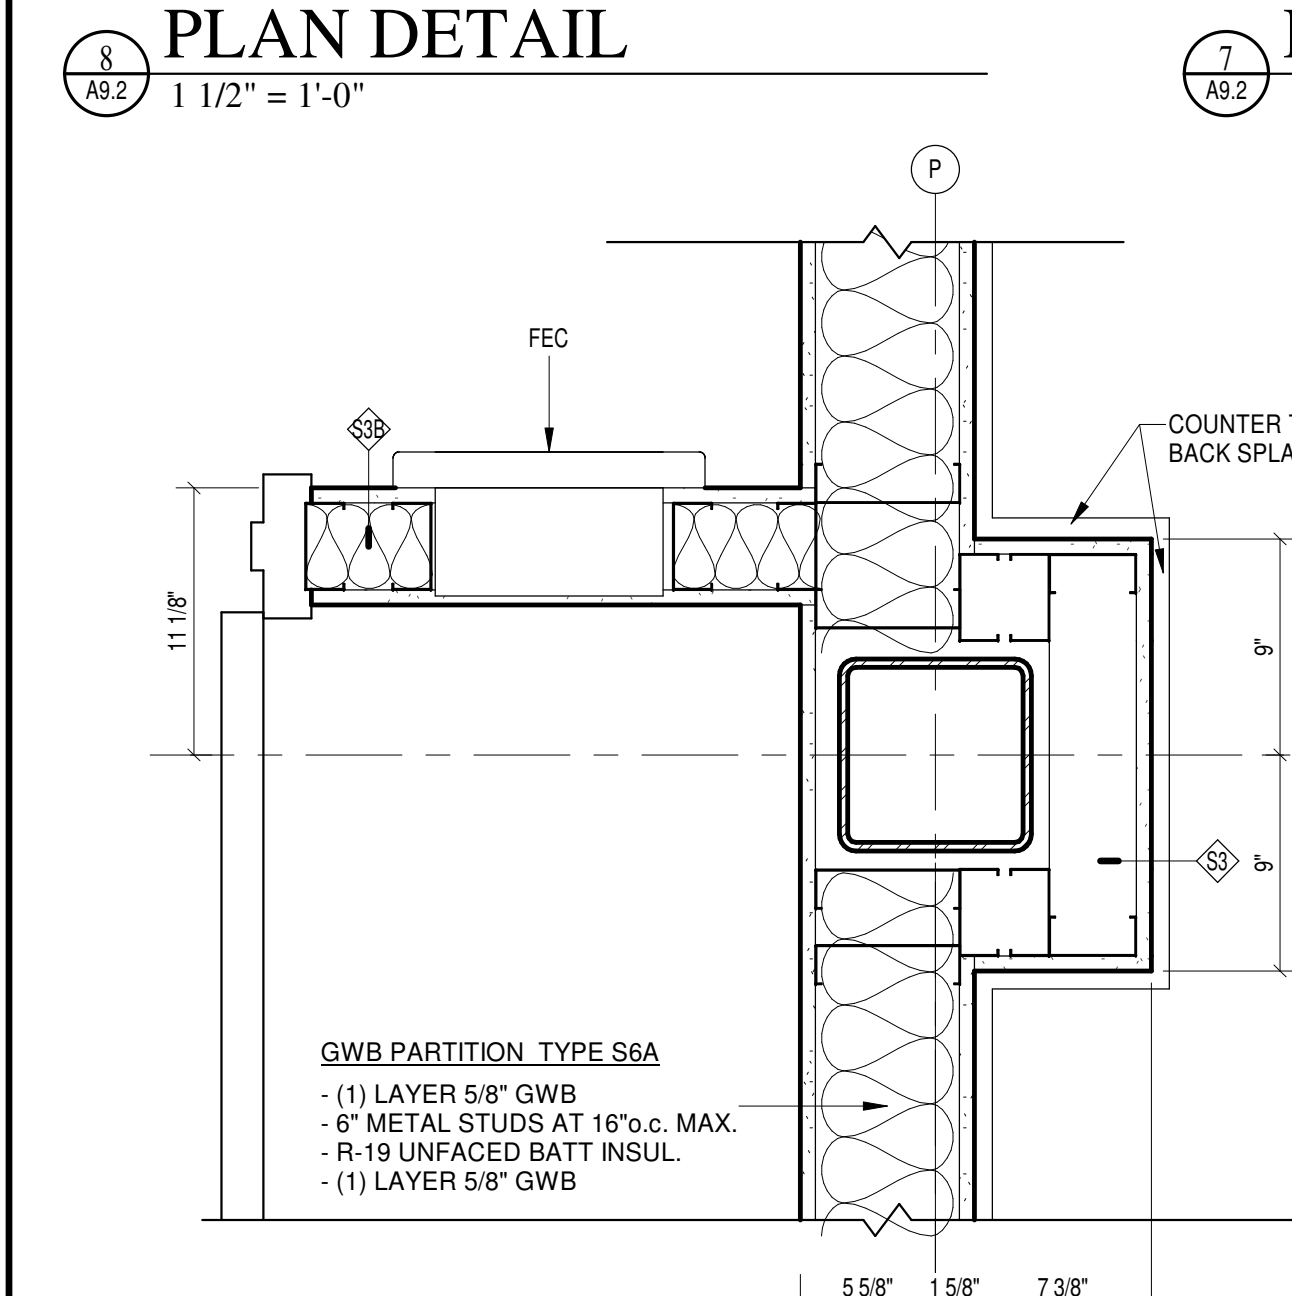 8
A9.2
PLAN DETAIL
1 1/2" = 1'-0"
7
A9.2
P
FEC
S3B
COUNTER
BACK
11 1/8"
9"
9"
S3
GWB PARTITION TYPE S6A
- (1) LAYER 5/8" GWB
- 6" METAL STUDS AT 16"o.c. MAX.
- R-19 UNFACED BATT INSUL.
- (1) LAYER 5/8" GWB
5 5/8" 1 5/8" 7 3/8"